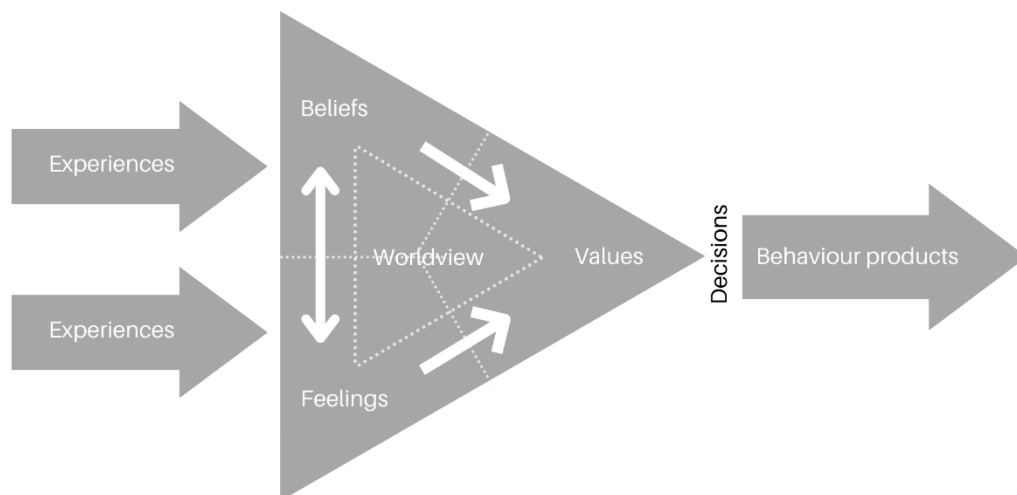 Experiences
Experiences
Beliefs
Worldview
Feelings
Values
Decisions
Behaviour products